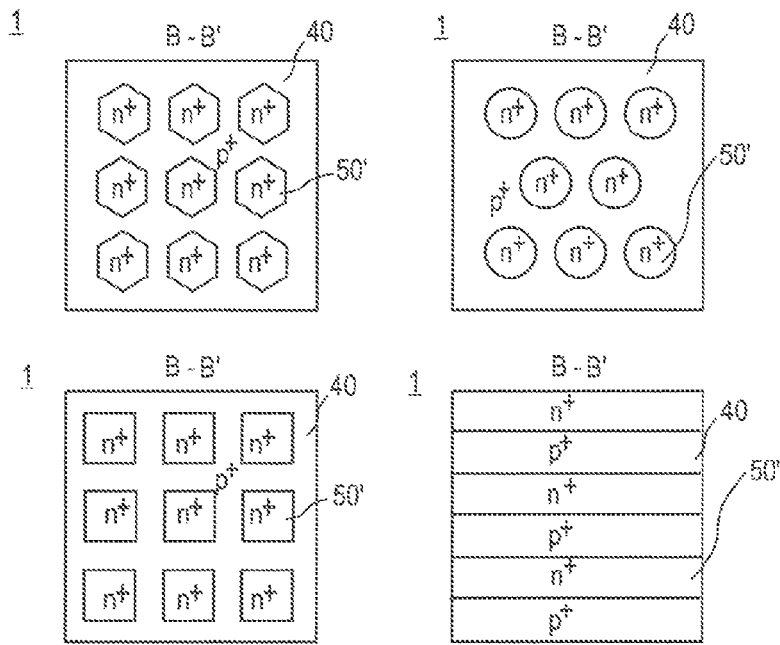 1 B-B' 40
n+ n+ n+
p+
n+ n+ n+ 50'
n+ n+ n+
1 B-B' 40
n+ n+ n+
50'
p+ n+ n+
n+ n+ n+
1 B-B' 40
n+ n+ n+
p+
n+ n+ n+ 50'
n+ n+ n+
1 B-B'
n+
40
p+
50'
n+
p+
n+
p+